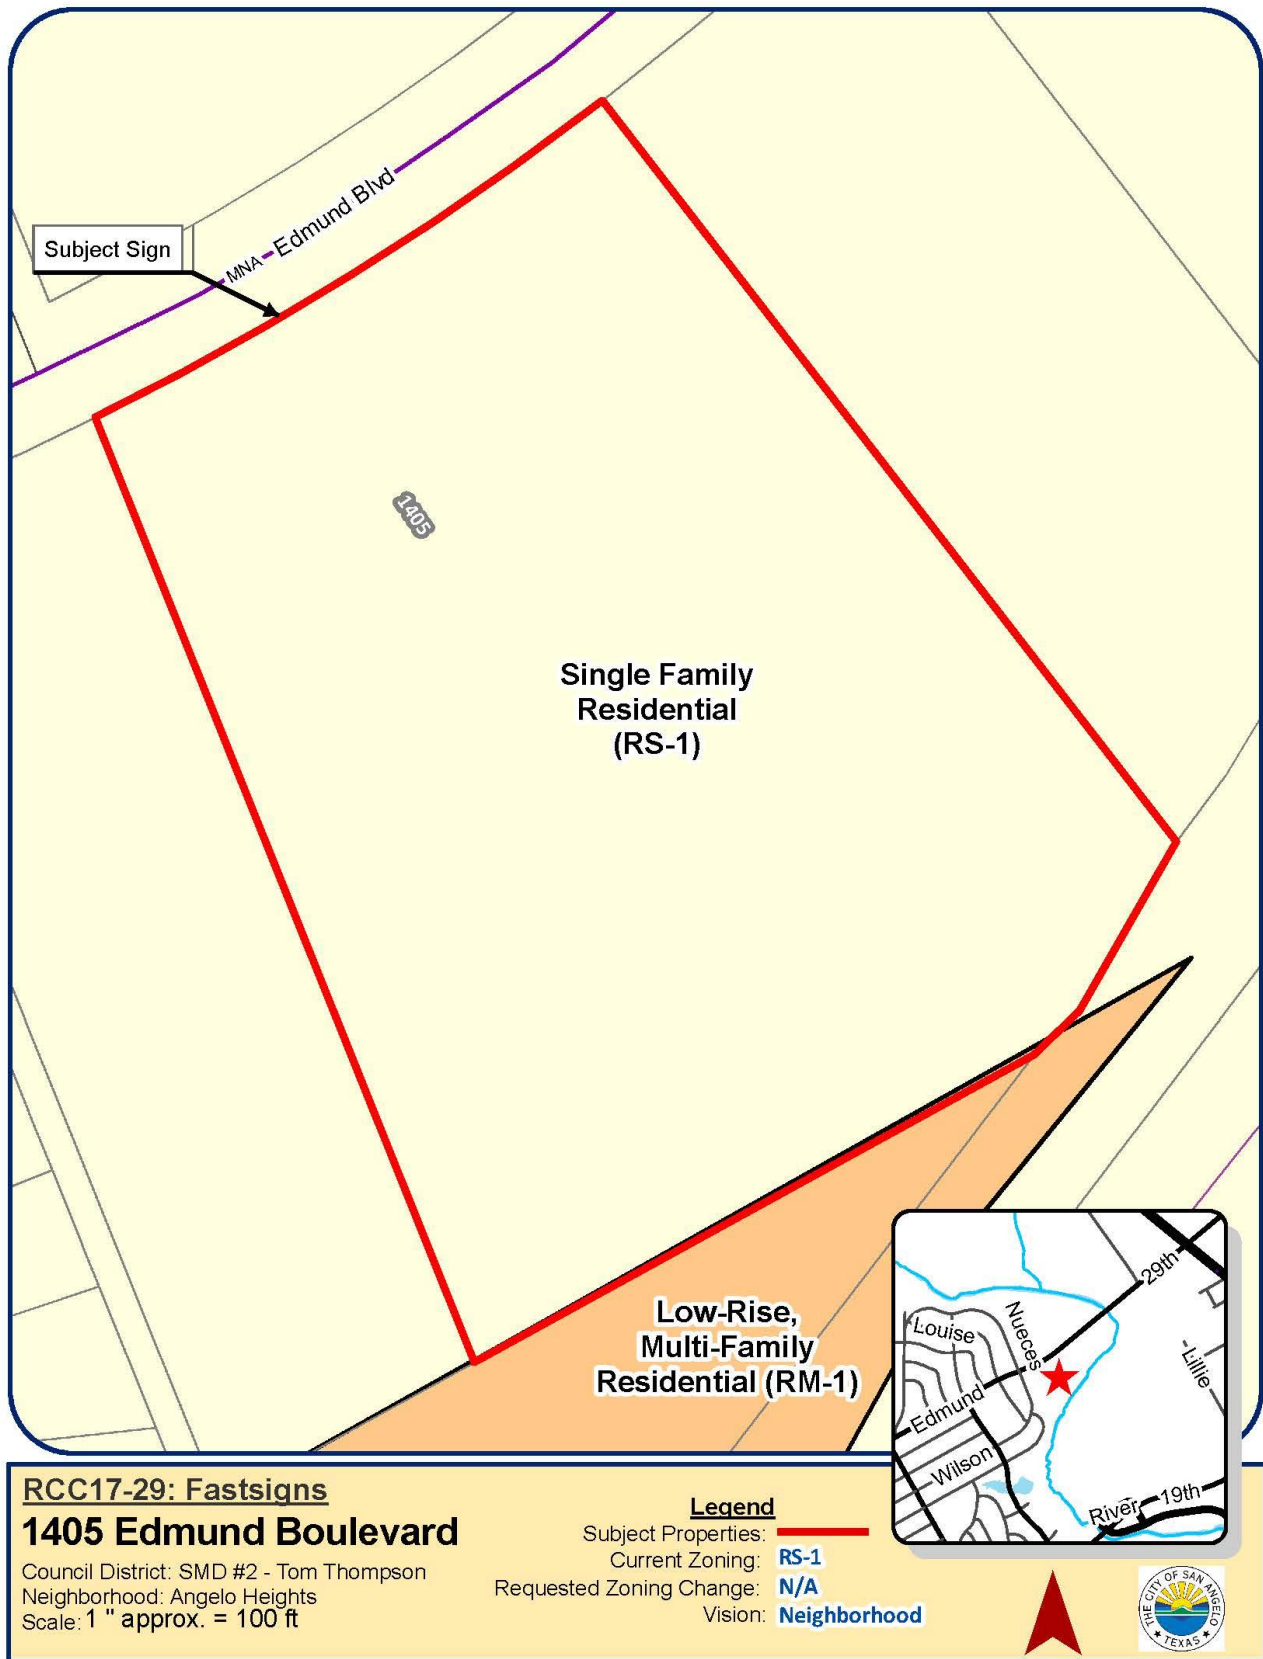 Edmund Blvd
MNA
Subject Sign
1405
Single Family
Residential
(RS-1)
Low-Rise,
Multi-Family
Residential (RM-1)
29th
Nueces
Louise
Lillie
Edmund
Wilson
River
19th
RCC17-29: Fastsigns
1405 Edmund Boulevard
Council District: SMD #2 - Tom Thompson
Neighborhood: Angelo Heights
Scale: 1 " approx. = 100 ft
Legend
Subject Properties:
Current Zoning: RS-1
Requested Zoning Change: N/A
Vision: Neighborhood
THE CITY OF SAN ANGELO
TEXAS